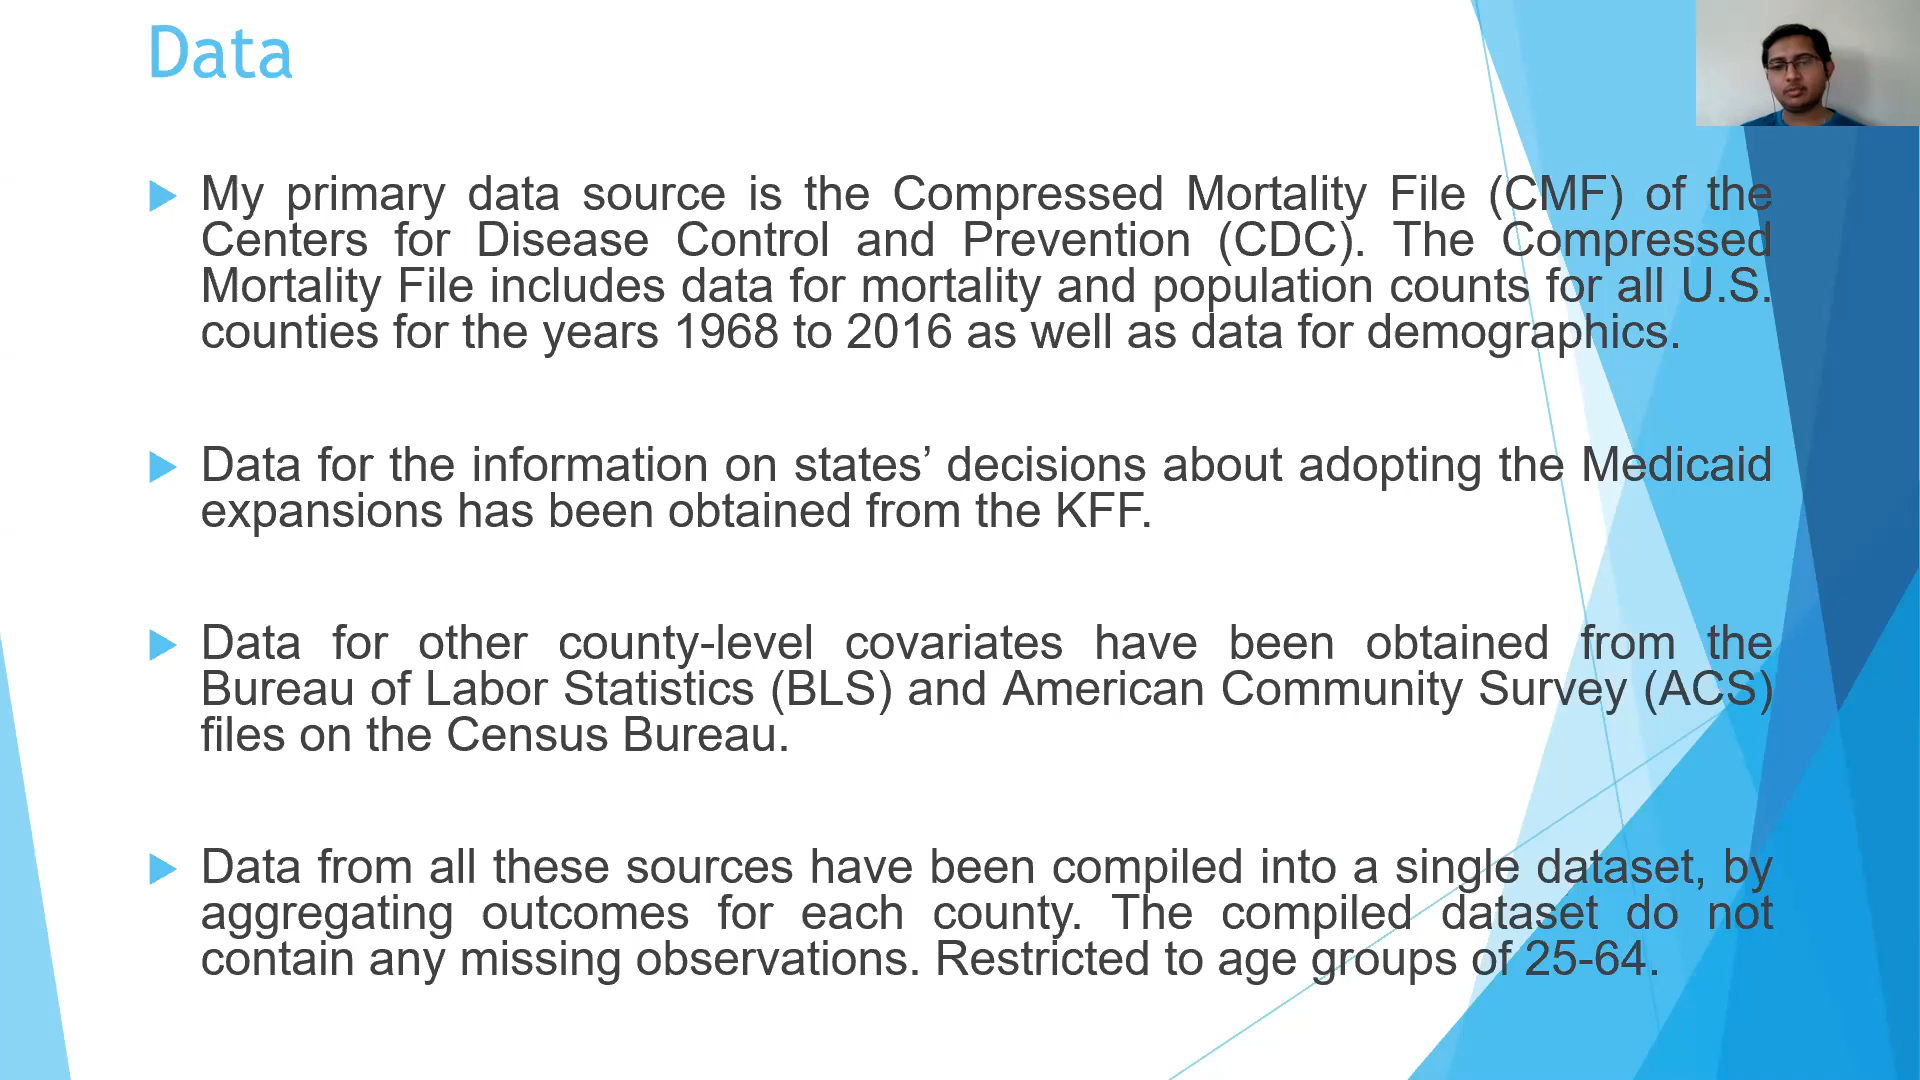 Data
My primary data source is the Compressed Mortality File (CMF) of the
Centers for Disease Control and Prevention (CDC). The Compressed
Mortality File includes data for mortality and population counts for all U.S.
counties for the years 1968 to 2016 as well as data for demographics.
Data for the information on states’ decisions about adopting the Medicaid
expansions has been obtained from the KFF.
Data for other county-level covariates have been obtained from the
Bureau of Labor Statistics (BLS) and American Community Survey (ACS)
files on the Census Bureau.
Data from all these sources have been compiled into a single dataset, by
aggregating outcomes for each county. The compiled dataset do not
contain any missing observations. Restricted to age groups of 25-64.